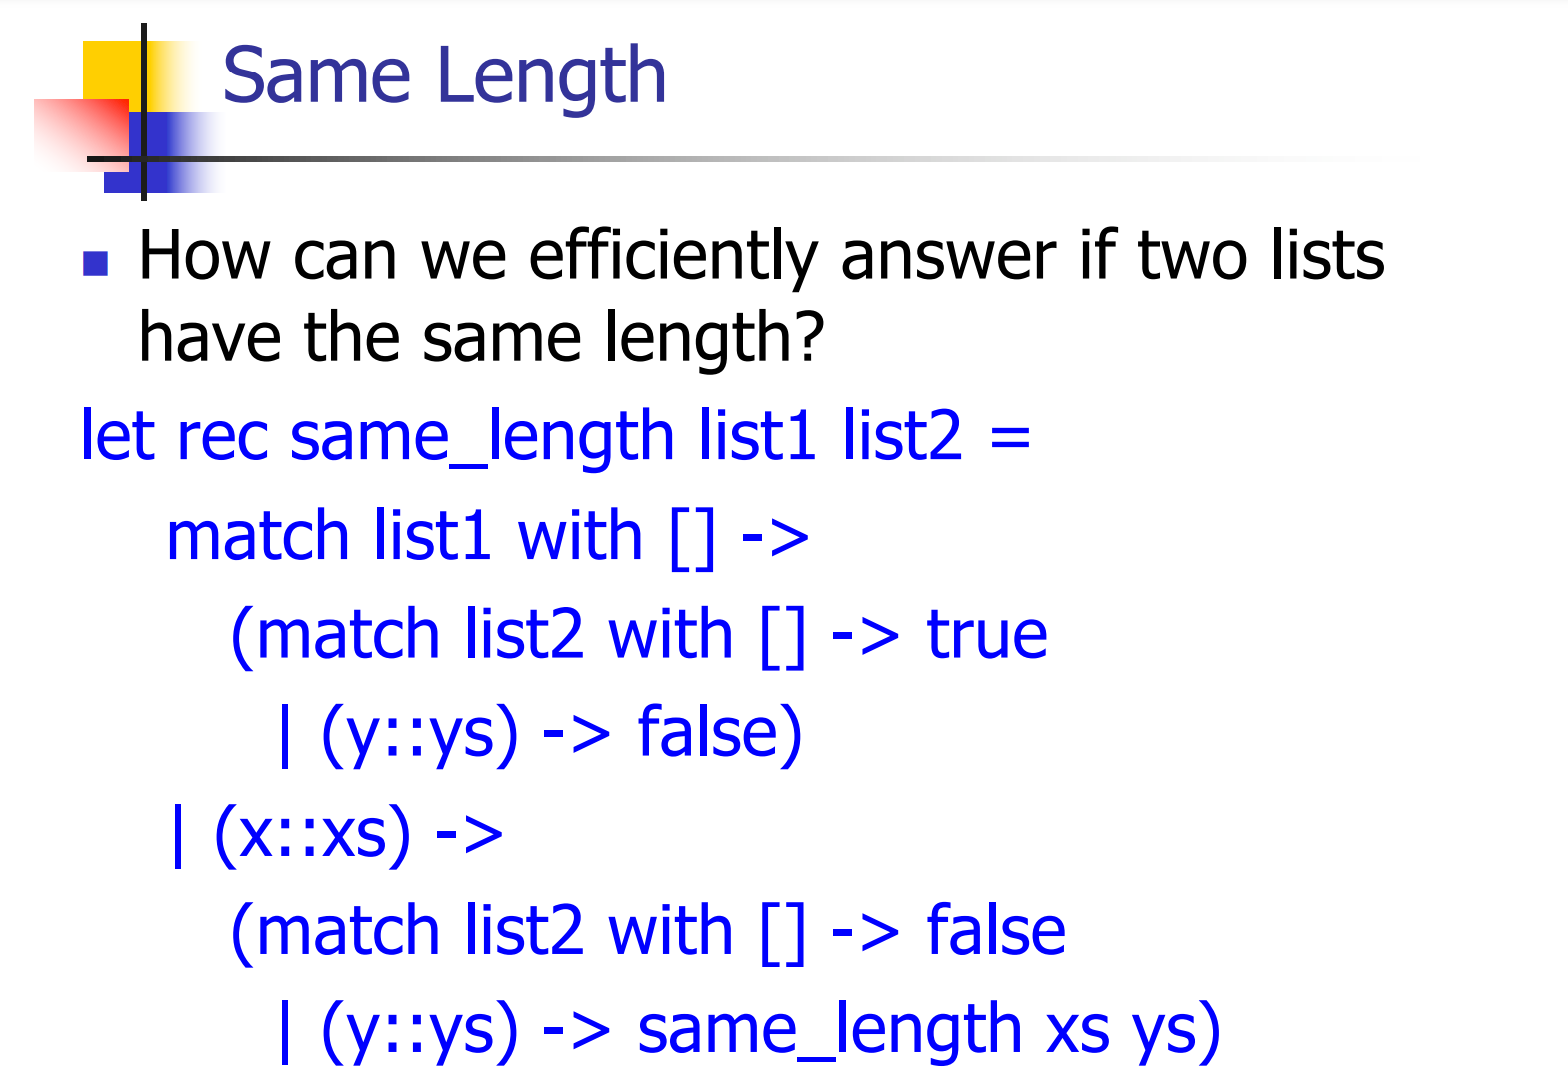 Same Length
How can we efficiently answer if two lists
have the same length?
let rec same_length list1 list2 =
match list1 with [] ->
(match list2 with [] -> true
| (y::ys) -> false)
| (x::xs) ->
(match list2 with [] -> false
| (y::ys) -> same_length xs ys)